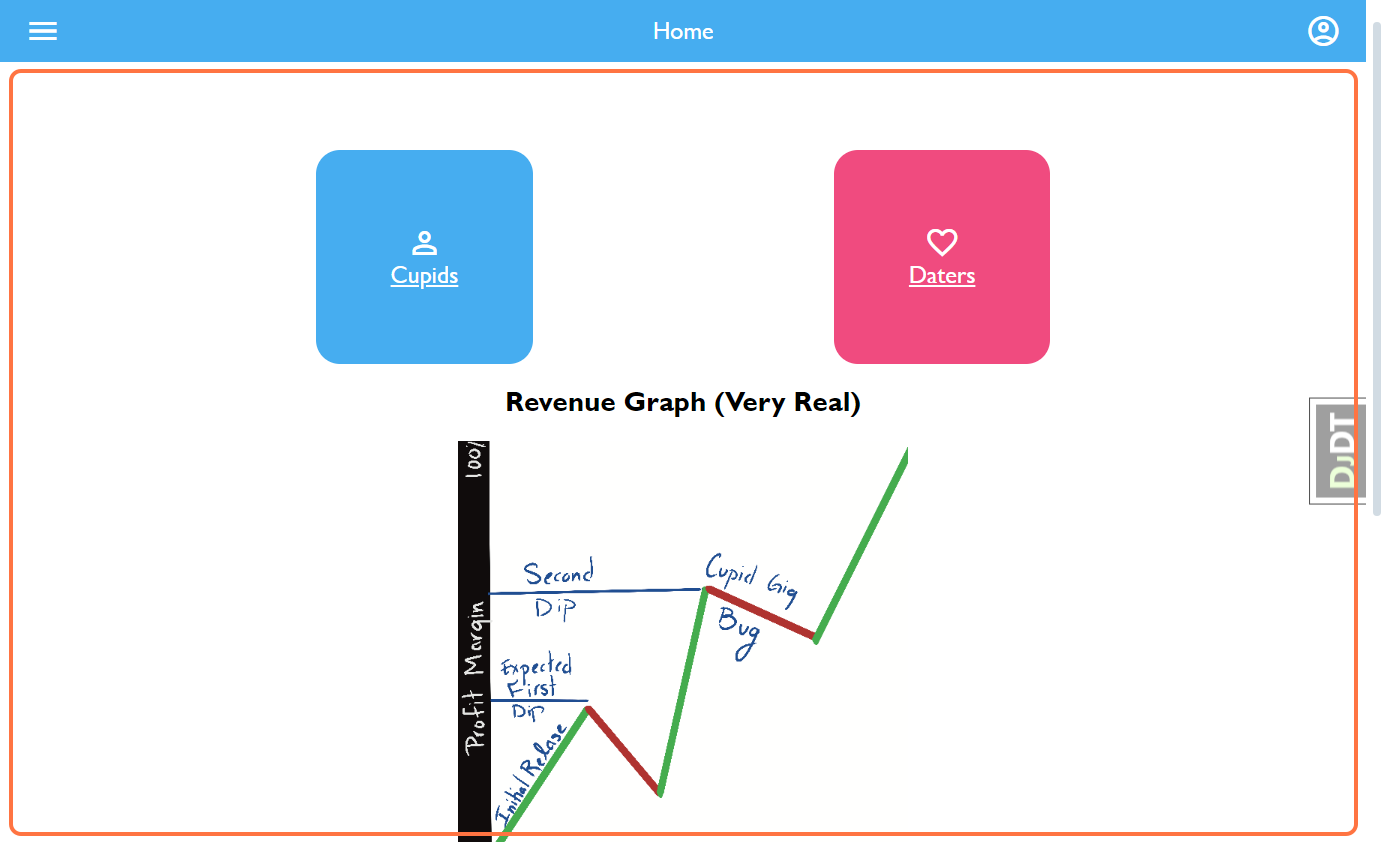 Home
Cupids
Daters
Revenue Graph (Very Real)
DJDT
100%
Profit Margin
Second
Dip
Cupid Gig
Bug
Expected
First
Dip
Initial Relase